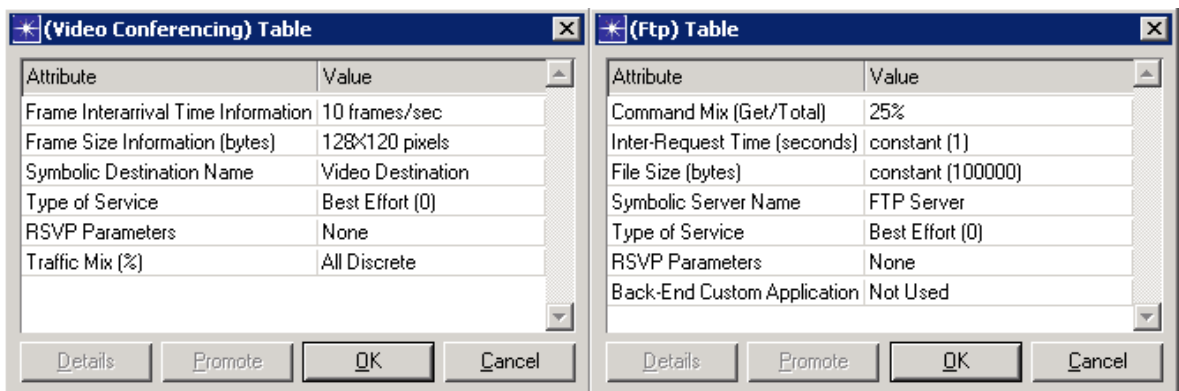 (Video Conferencing) Table
Attribute Value
Frame Interarrival Time Information 10 frames/sec
Frame Size Information (bytes) 128X120 pixels
Symbolic Destination Name Video Destination
Type of Service Best Effort (0)
RSVP Parameters None
Traffic Mix (%) All Discrete
Details Promote OK Cancel
(Ftp) Table
Attribute Value
Command Mix (Get/Total) 25%
Inter-Request Time (seconds) constant (1)
File Size (bytes) constant (100000)
Symbolic Server Name FTP Server
Type of Service Best Effort (0)
RSVP Parameters None
Back-End Custom Application Not Used
Details Promote OK Cancel